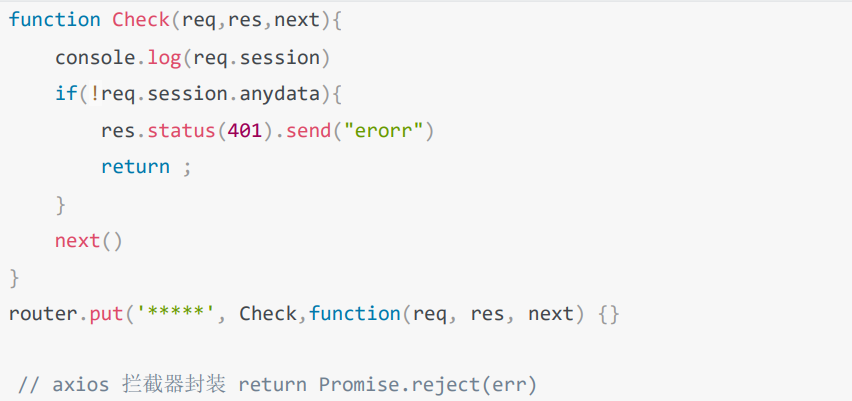 function Check(req,res,next){
    console.log(req.session)
    if(!req.session.anydata){
        res.status(401).send("erorr")
        return ;
    }
    next()
}
router.put('*****', Check,function(req, res, next) {}
// axios 拦截器封装 return Promise.reject(err)